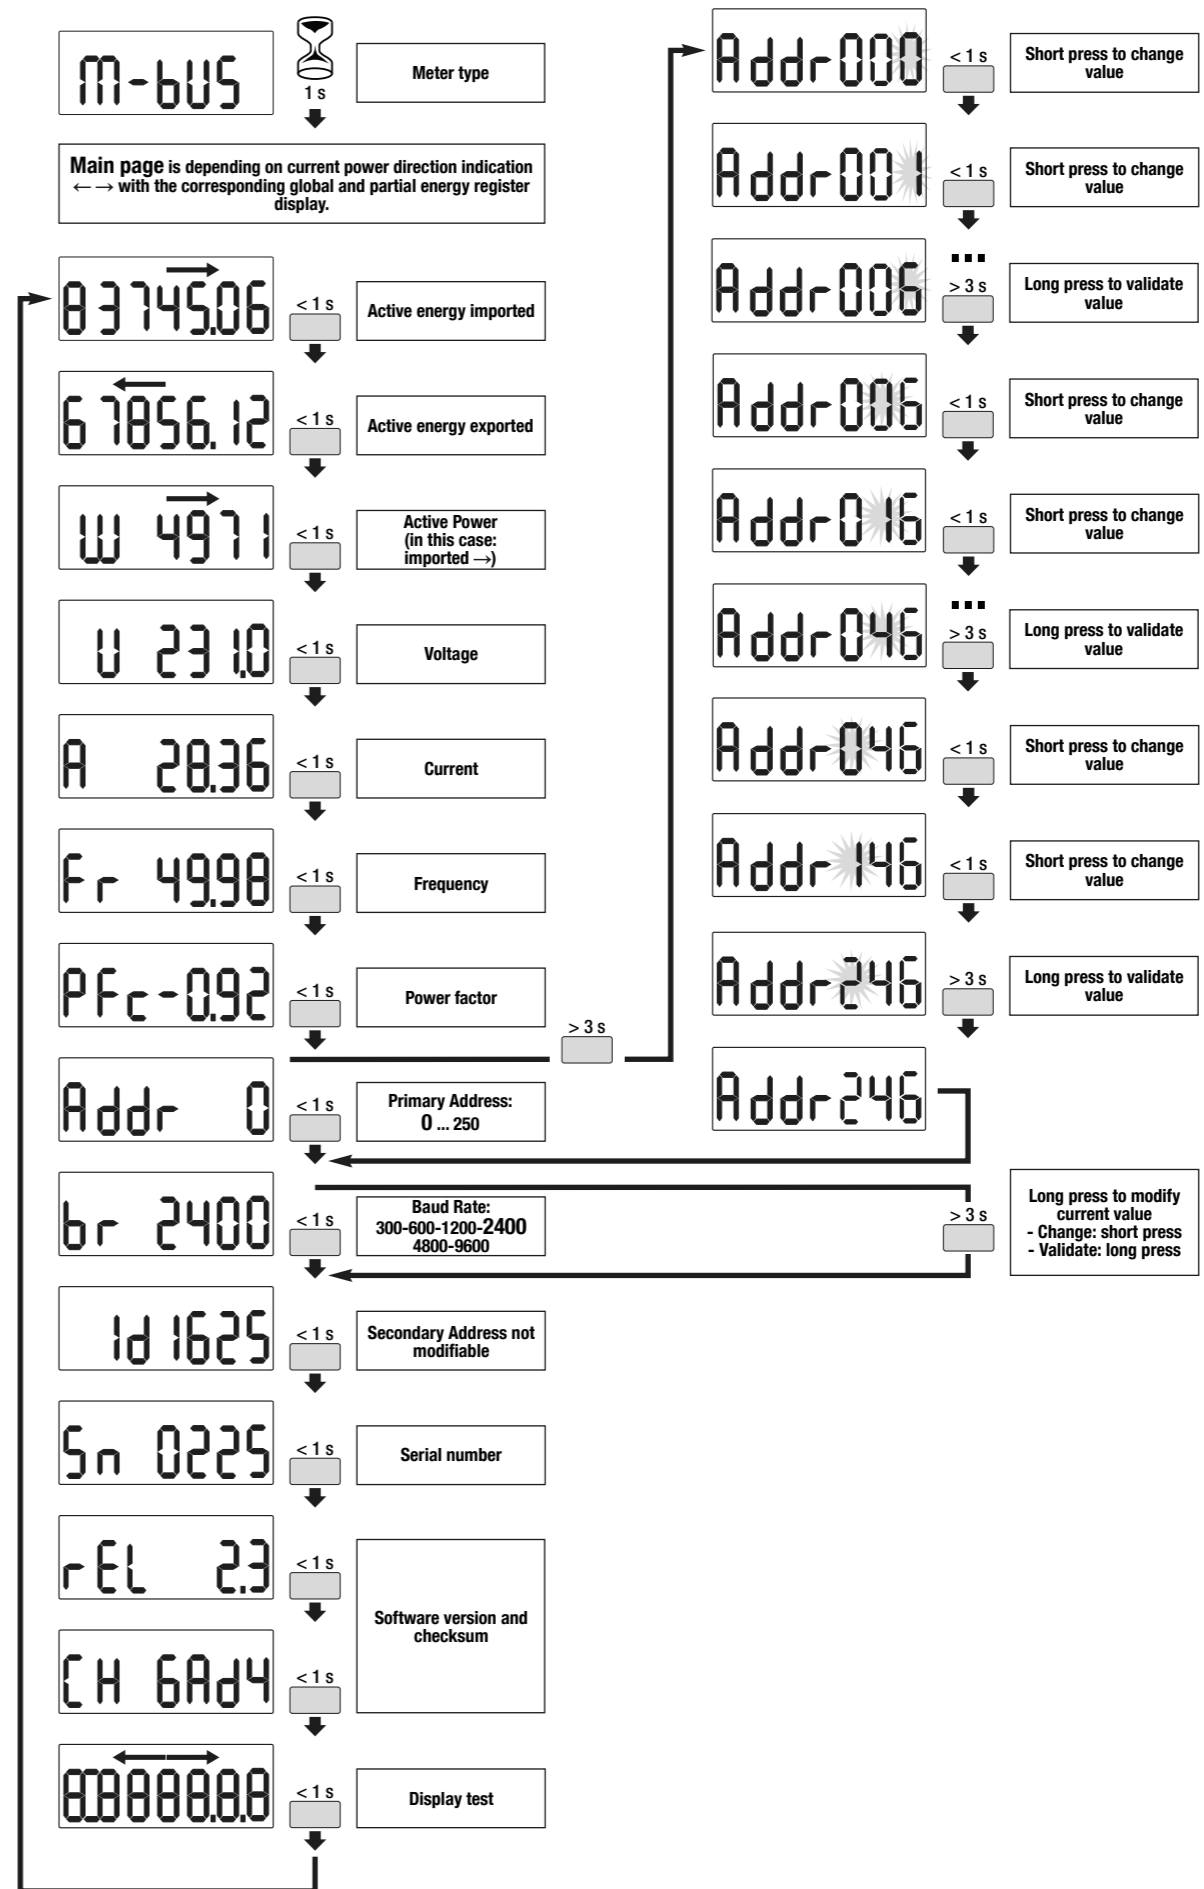 M-bUS
1 s
Meter type
Main page is depending on current power direction indication
←→ with the corresponding global and partial energy register
display.
→
83745.06
< 1 s
Active energy imported
←
67856.12
< 1 s
Active energy exported
→
W 4971
< 1 s
Active Power
(in this case:
imported →)
U 231.0
< 1 s
Voltage
A 28.36
< 1 s
Current
Fr 49.98
< 1 s
Frequency
PFc-0.92
< 1 s
Power factor
> 3 s
Addr 0
< 1 s
Primary Address:
0 ... 250
br 2400
< 1 s
Baud Rate:
300-600-1200-2400
4800-9600
Id 1625
< 1 s
Secondary Address not
modifiable
Sn 0225
< 1 s
Serial number
rEL 2.3
< 1 s
CH 6Ad4
< 1 s
Software version and
checksum
← →
< 1 s
Display test
Addr000
< 1 s
Short press to change
value
Addr001
< 1 s
Short press to change
value
Addr006
...
> 3 s
Long press to validate
value
Addr006
< 1 s
Short press to change
value
Addr016
< 1 s
Short press to change
value
Addr046
...
> 3 s
Long press to validate
value
Addr046
< 1 s
Short press to change
value
Addr146
< 1 s
Short press to change
value
Addr246
> 3 s
Long press to validate
value
Addr246
> 3 s
Long press to modify
current value
- Change: short press
- Validate: long press